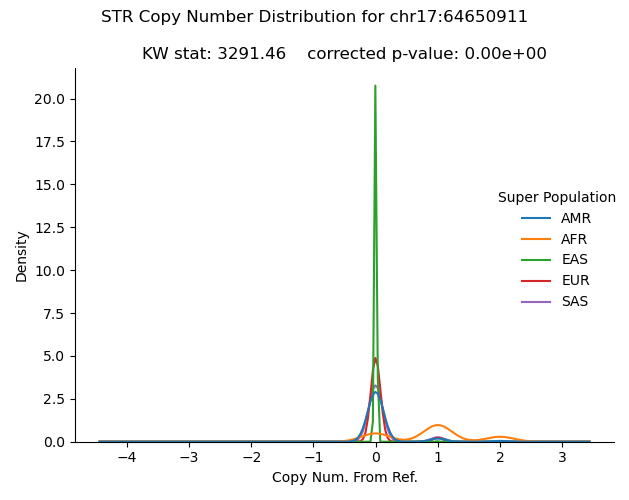 STR Copy Number Distribution for chr17:64650911
KW stat: 3291.46    corrected p-value: 0.00e+00
20.0
17.5
15.0
12.5
10.0
7.5
5.0
2.5
0.0
Density
−4
−3
−2
−1
0
1
2
3
Copy Num. From Ref.
Super Population
AMR
AFR
EAS
EUR
SAS